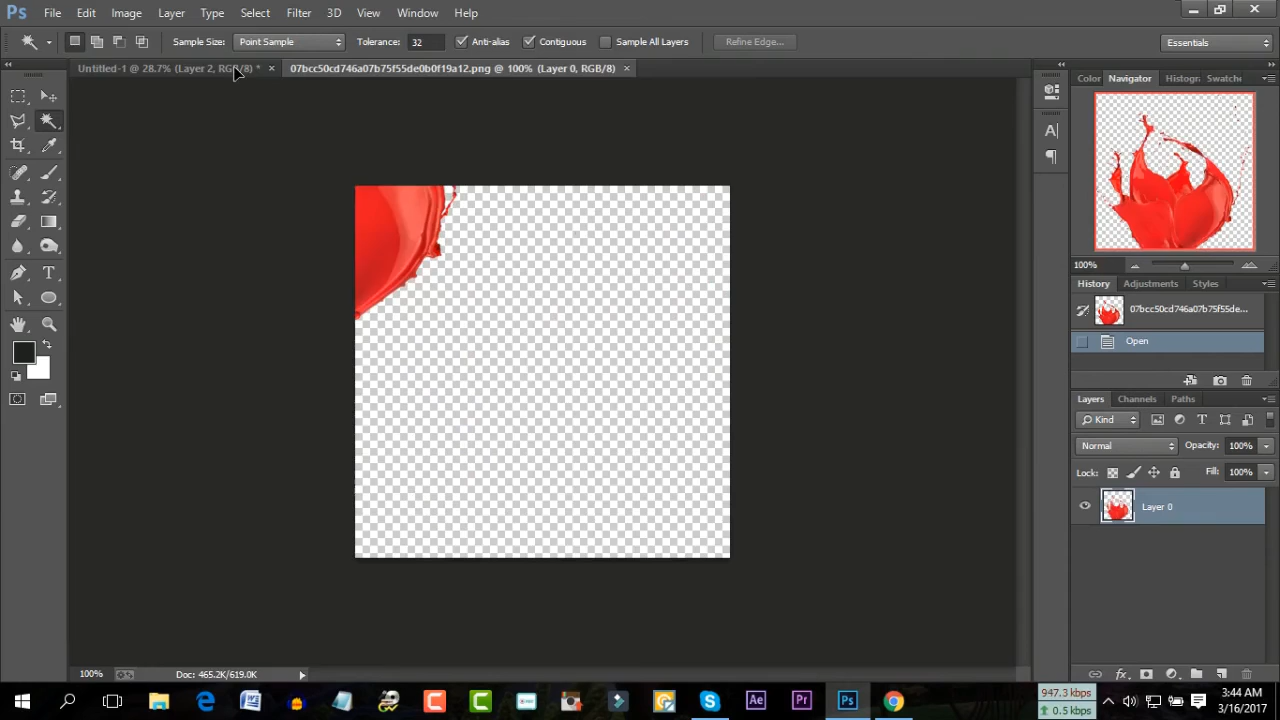 Ps File Edit Image Layer Type Select Filter 3D View Window Help
Sample Size: Point Sample Tolerance: 32 Anti-alias Contiguous Sample All Layers Refine Edge... Essentials
Untitled-1 @ 28.7% (Layer 2, RGB/8) * × 07bcc50cd746a07b75f55de0b0f19a12.png @ 100% (Layer 0, RGB/8) ×
Color Navigator Histogr Swatche
100%
History Adjustments Styles
07bcc50cd746a07b75f55de...
Open
Layers Channels Paths
Kind
Normal Opacity: 100%
Lock: Fill: 100%
Layer 0
100% Doc: 465.2K/619.0K
947.3 kbps
0.5 kbps
3:44 AM
3/16/2017
Ae Pr Ps